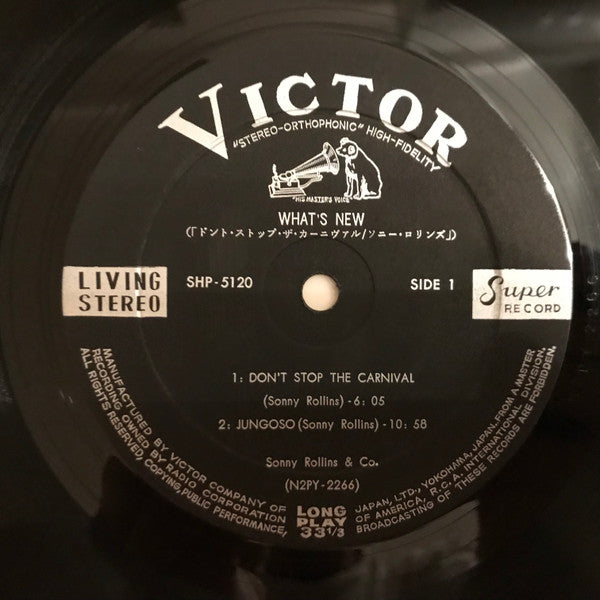 VICTOR
"STEREO-ORTHOPHONIC" HIGH-FIDELITY
"HIS MASTER'S VOICE"
WHAT'S NEW
(「ドント・ストップ・ザ・カーニヴァル/ソニー・ロリンズ」)
LIVING
STEREO
SHP-5120
SIDE 1
Super
RECORD
1: DON'T STOP THE CARNIVAL
(Sonny Rollins) - 6: 05
2: JUNGOSO (Sonny Rollins) - 10: 58
Sonny Rollins & Co.
(N2PY-2266)
LONG
PLAY
33 1/3
MANUFACTURED BY VICTOR COMPANY OF JAPAN, LTD., YOKOHAMA, JAPAN. FROM A MASTER
RECORDING OWNED BY RADIO CORPORATION OF AMERICA, R.C.A. INTERNATIONAL DIVISION.
ALL RIGHTS RESERVED, COPYING, PUBLIC PERFORMANCE, BROADCASTING OF THESE RECORDS ARE FORBIDDEN.